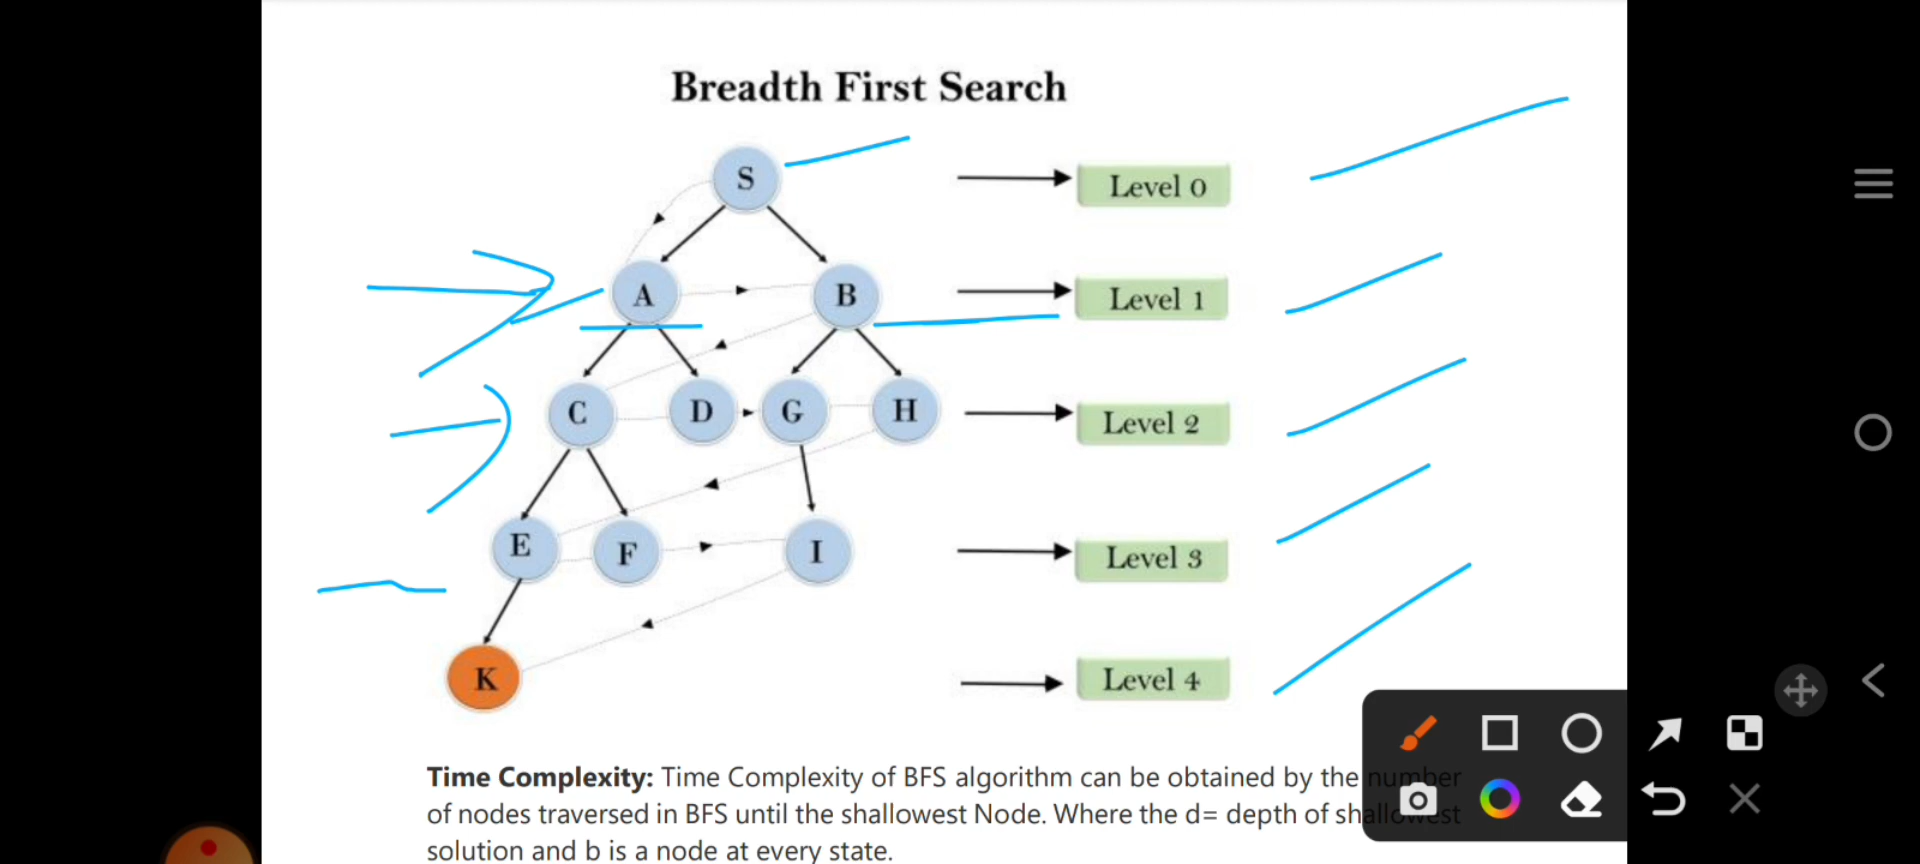 Breadth First Search
S
Level 0
A
B
Level 1
C
D
G
H
Level 2
E
F
I
Level 3
K
Level 4
Time Complexity: Time Complexity of BFS algorithm can be obtained by the number
of nodes traversed in BFS until the shallowest Node. Where the d= depth of shallowest
solution and b is a node at every state.